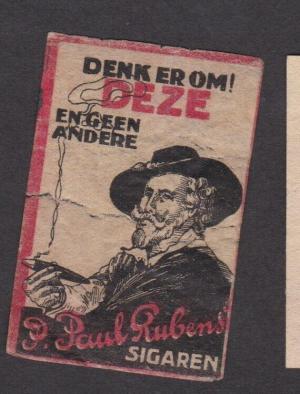 DENK ER OM!
DEZE
EN GEEN
ANDERE
P. Paul Rubens
SIGAREN